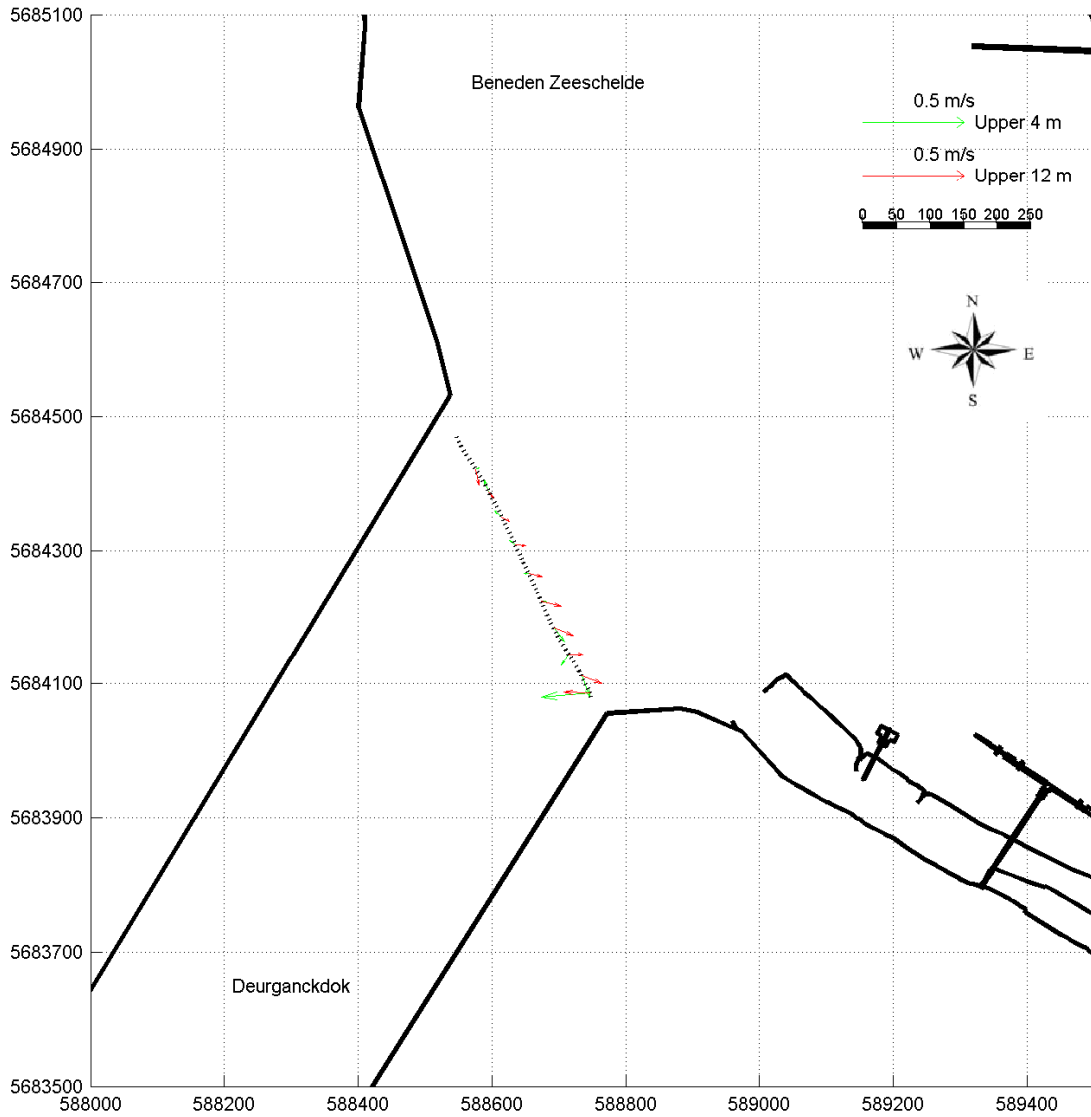 5685100
Beneden Zeeschelde
0.5 m/s
Upper 4 m
5684900
0.5 m/s
Upper 12 m
0 50 100 150 200 250
5684700
N
W E
S
5684500
5684300
5684100
5683900
5683700
Deurganckdok
5683500
588000 588200 588400 588600 588800 589000 589200 589400